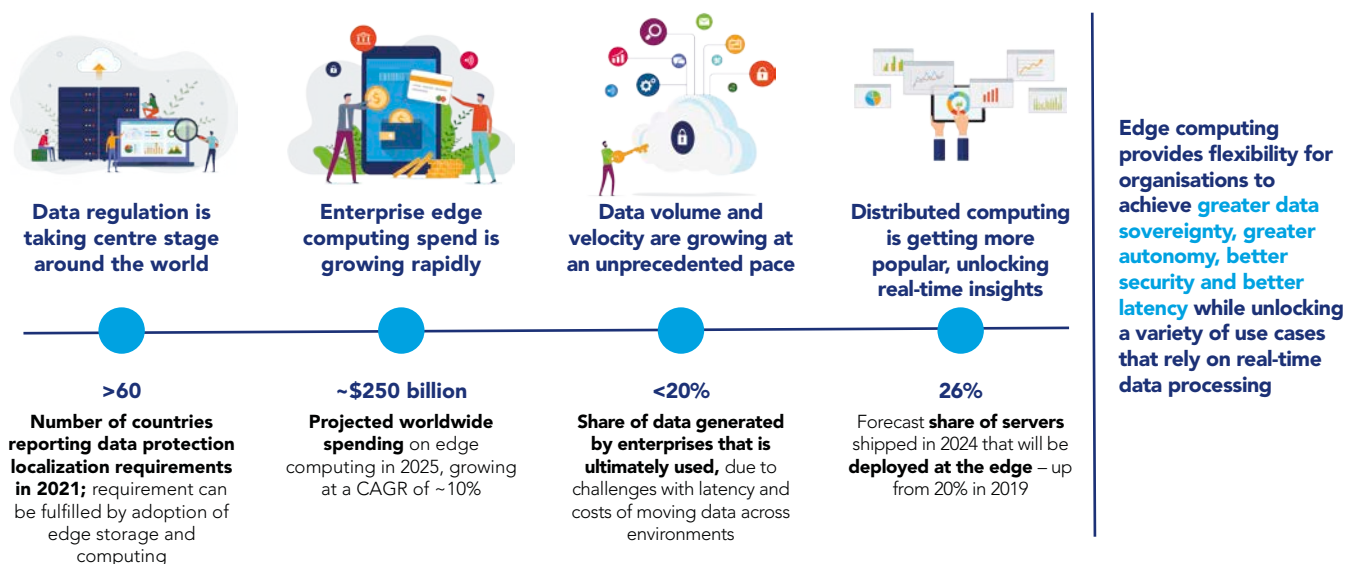 Data regulation is
taking centre stage
around the world
>60
Number of countries
reporting data protection
localization requirements
in 2021; requirement can
be fulfilled by adoption of
edge storage and
computing
Enterprise edge
computing spend is
growing rapidly
~$250 billion
Projected worldwide
spending on edge
computing in 2025, growing
at a CAGR of ~10%
Data volume and
velocity are growing at
an unprecedented pace
<20%
Share of data generated
by enterprises that is
ultimately used, due to
challenges with latency and
costs of moving data across
environments
Distributed computing
is getting more
popular, unlocking
real-time insights
26%
Forecast share of servers
shipped in 2024 that will be
deployed at the edge – up
from 20% in 2019
Edge computing
provides flexibility for
organisations to
achieve greater data
sovereignty, greater
autonomy, better
security and better
latency while unlocking
a variety of use cases
that rely on real-time
data processing